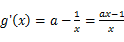 g'(x) = a − 1/x = (ax−1)/x